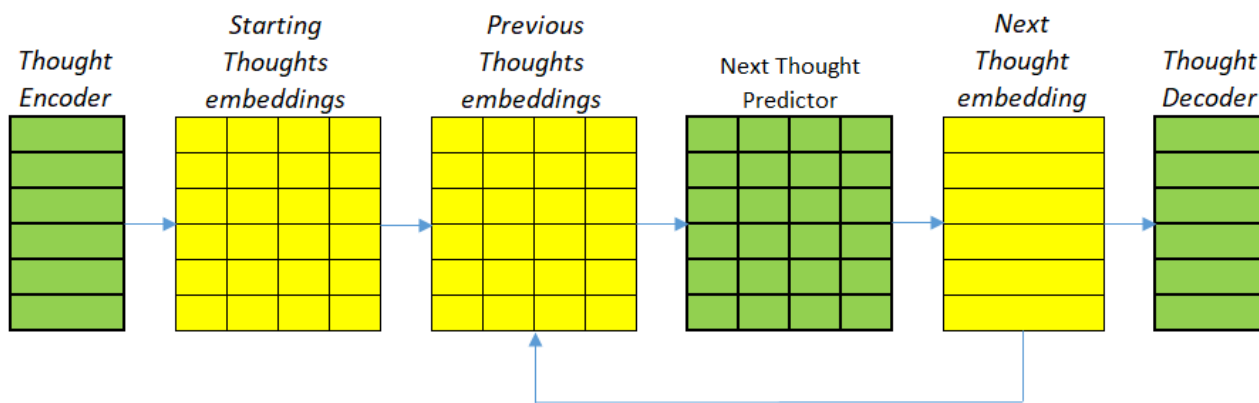 Thought
Encoder
Starting
Thoughts
embeddings
Previous
Thoughts
embeddings
Next Thought
Predictor
Next
Thought
embedding
Thought
Decoder